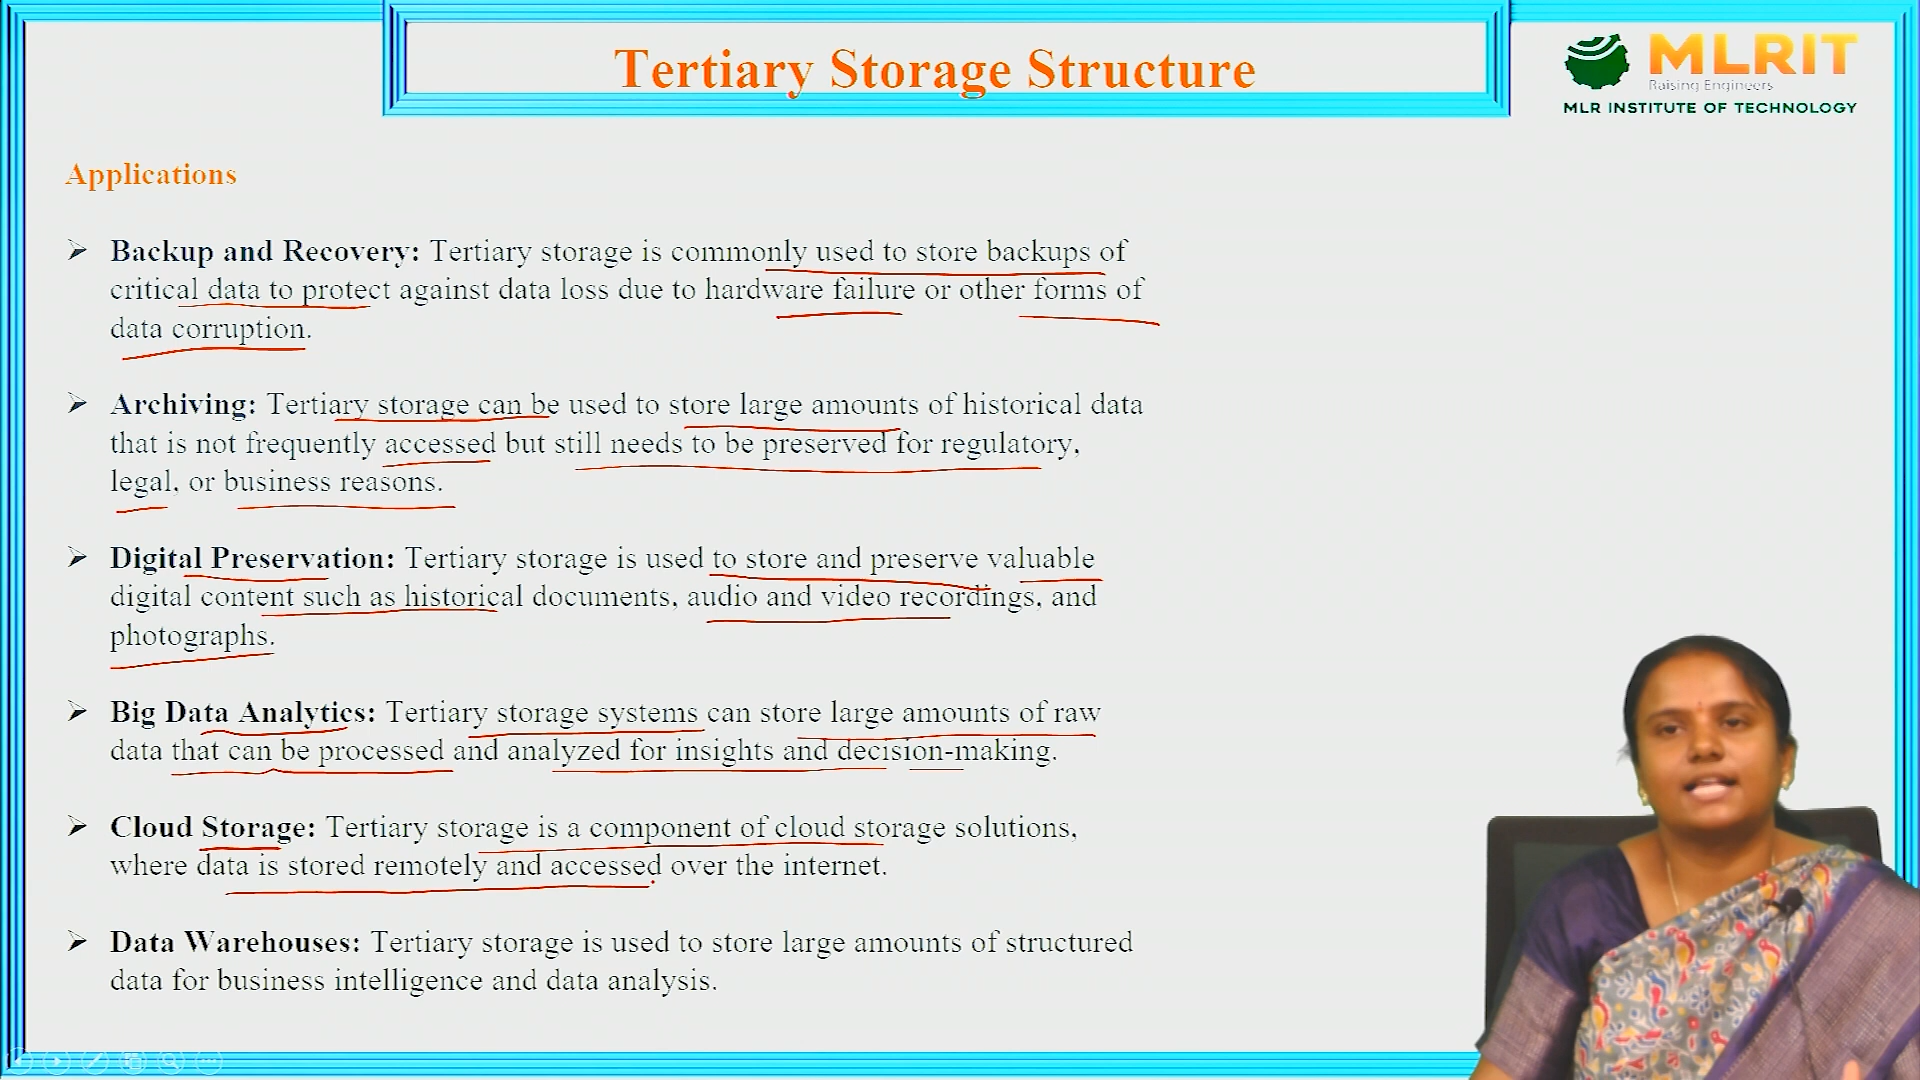 Tertiary Storage Structure
MLRIT
Raising Engineers
MLR INSTITUTE OF TECHNOLOGY
Applications
Backup and Recovery: Tertiary storage is commonly used to store backups of
critical data to protect against data loss due to hardware failure or other forms of
data corruption.
Archiving: Tertiary storage can be used to store large amounts of historical data
that is not frequently accessed but still needs to be preserved for regulatory,
legal, or business reasons.
Digital Preservation: Tertiary storage is used to store and preserve valuable
digital content such as historical documents, audio and video recordings, and
photographs.
Big Data Analytics: Tertiary storage systems can store large amounts of raw
data that can be processed and analyzed for insights and decision-making.
Cloud Storage: Tertiary storage is a component of cloud storage solutions,
where data is stored remotely and accessed over the internet.
Data Warehouses: Tertiary storage is used to store large amounts of structured
data for business intelligence and data analysis.